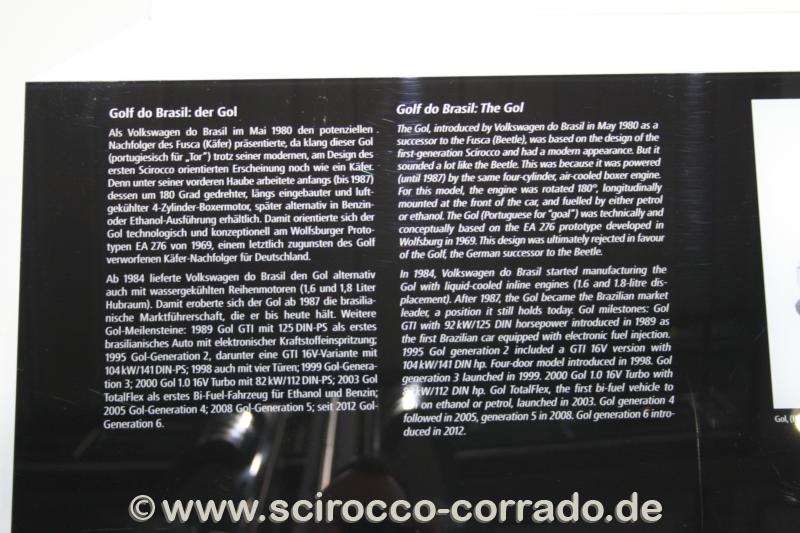 Golf do Brasil: der Gol
Als Volkswagen do Brasil im Mai 1980 den potenziellen
Nachfolger des Fusca (Käfer) präsentierte, da klang dieser Gol
(portugiesisch für „Tor“) trotz seiner modernen, am Design des
ersten Scirocco orientierten Erscheinung noch wie ein Käfer.
Denn unter seiner vorderen Haube arbeitete anfangs (bis 1987)
dessen um 180 Grad gedrehter, längs eingebauter und luft-
gekühlter 4-Zylinder-Boxermotor, später alternativ in Benzin-
oder Ethanol-Ausführung erhältlich. Damit orientierte sich der
Gol technologisch und konzeptionell am Wolfsburger Proto-
typen EA 276 von 1969, einem letztlich zugunsten des Golf
verworfenen Käfer-Nachfolger für Deutschland.
Ab 1984 lieferte Volkswagen do Brasil den Gol alternativ
auch mit wassergekühlten Reihenmotoren (1,6 und 1,8 Liter
Hubraum). Damit eroberte sich der Gol ab 1987 die brasilia-
nische Marktführerschaft, die er bis heute hält. Weitere
Gol-Meilensteine: 1989 Gol GTI mit 125 DIN-PS als erstes
brasilianisches Auto mit elektronischer Kraftstoffeinspritzung;
1995 Gol-Generation 2, darunter eine GTI 16V-Variante mit
104 kW/141 DIN-PS; 1998 auch mit vier Türen; 1999 Gol-Genera-
tion 3; 2000 Gol 1.0 16V Turbo mit 82 kW/112 DIN-PS; 2003 Gol
TotalFlex als erstes Bi-Fuel-Fahrzeug für Ethanol und Benzin;
2005 Gol-Generation 4; 2008 Gol-Generation 5; seit 2012 Gol-
Generation 6.
Golf do Brasil: The Gol
The Gol, introduced by Volkswagen do Brasil in May 1980 as a
successor to the Fusca (Beetle), was based on the design of the
first-generation Scirocco and had a modern appearance. But it
sounded a lot like the Beetle. This was because it was powered
(until 1987) by the same four-cylinder, air-cooled boxer engine.
For this model, the engine was rotated 180°, longitudinally
mounted at the front of the car, and fuelled by either petrol
or ethanol. The Gol (Portuguese for “goal”) was technically and
conceptually based on the EA 276 prototype developed in
Wolfsburg in 1969. This design was ultimately rejected in favour
of the Golf, the German successor to the Beetle.
In 1984, Volkswagen do Brasil started manufacturing the
Gol with liquid-cooled inline engines (1.6 and 1.8-litre dis-
placement). After 1987, the Gol became the Brazilian market
leader, a position it still holds today. Gol milestones: Gol
GTI with 92 kW/125 DIN horsepower introduced in 1989 as
the first Brazilian car equipped with electronic fuel injection.
1995 Gol generation 2 included a GTI 16V version with
104 kW/141 DIN hp. Four-door model introduced in 1998. Gol
generation 3 launched in 1999. 2000 Gol 1.0 16V Turbo with
kW/112 DIN hp. Gol TotalFlex, the first bi-fuel vehicle to
on ethanol or petrol, launched in 2003. Gol generation 4
followed in 2005, generation 5 in 2008. Gol generation 6 intro-
duced in 2012.
Gol,
© www.scirocco-corrado.de